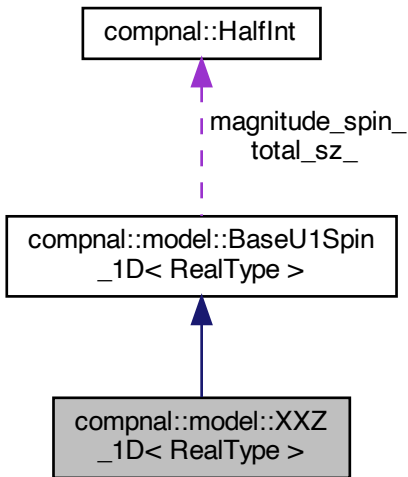 compnal::HalfInt
magnitude_spin_
total_sz_
compnal::model::BaseU1Spin
_1D< RealType >
compnal::model::XXZ
_1D< RealType >